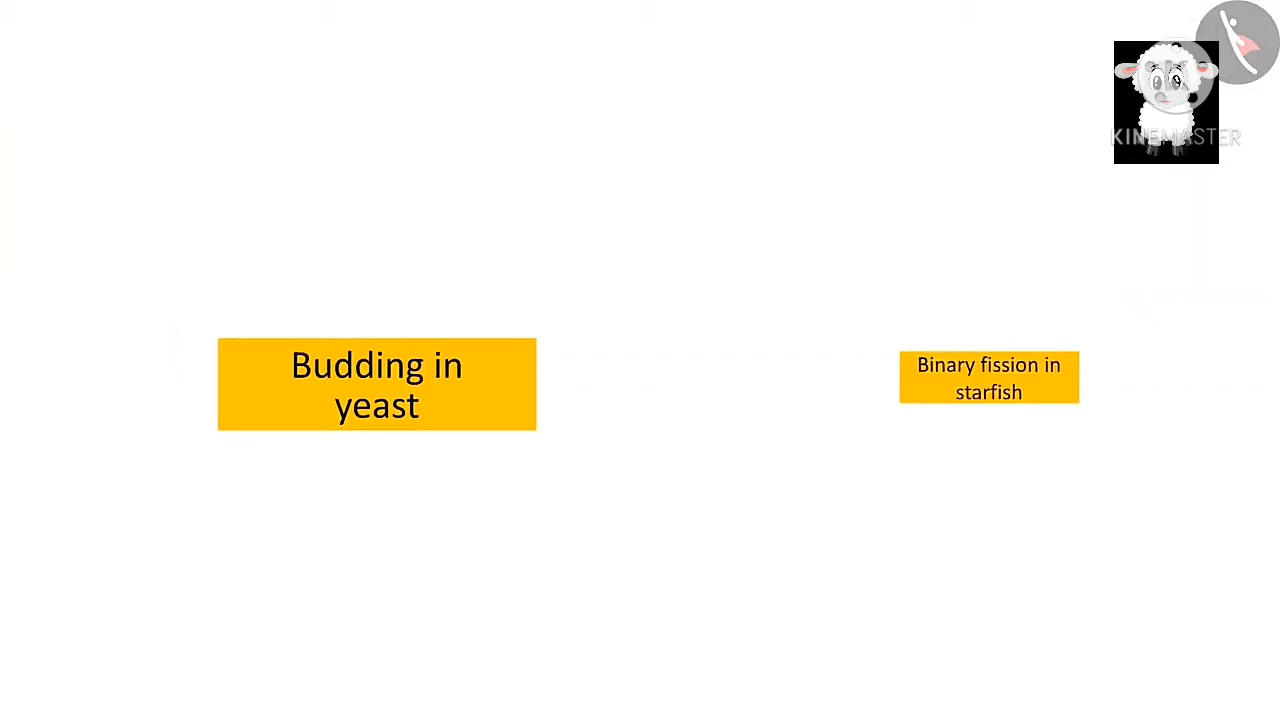 Budding in
yeast
Binary fission in
starfish
KINEMASTER